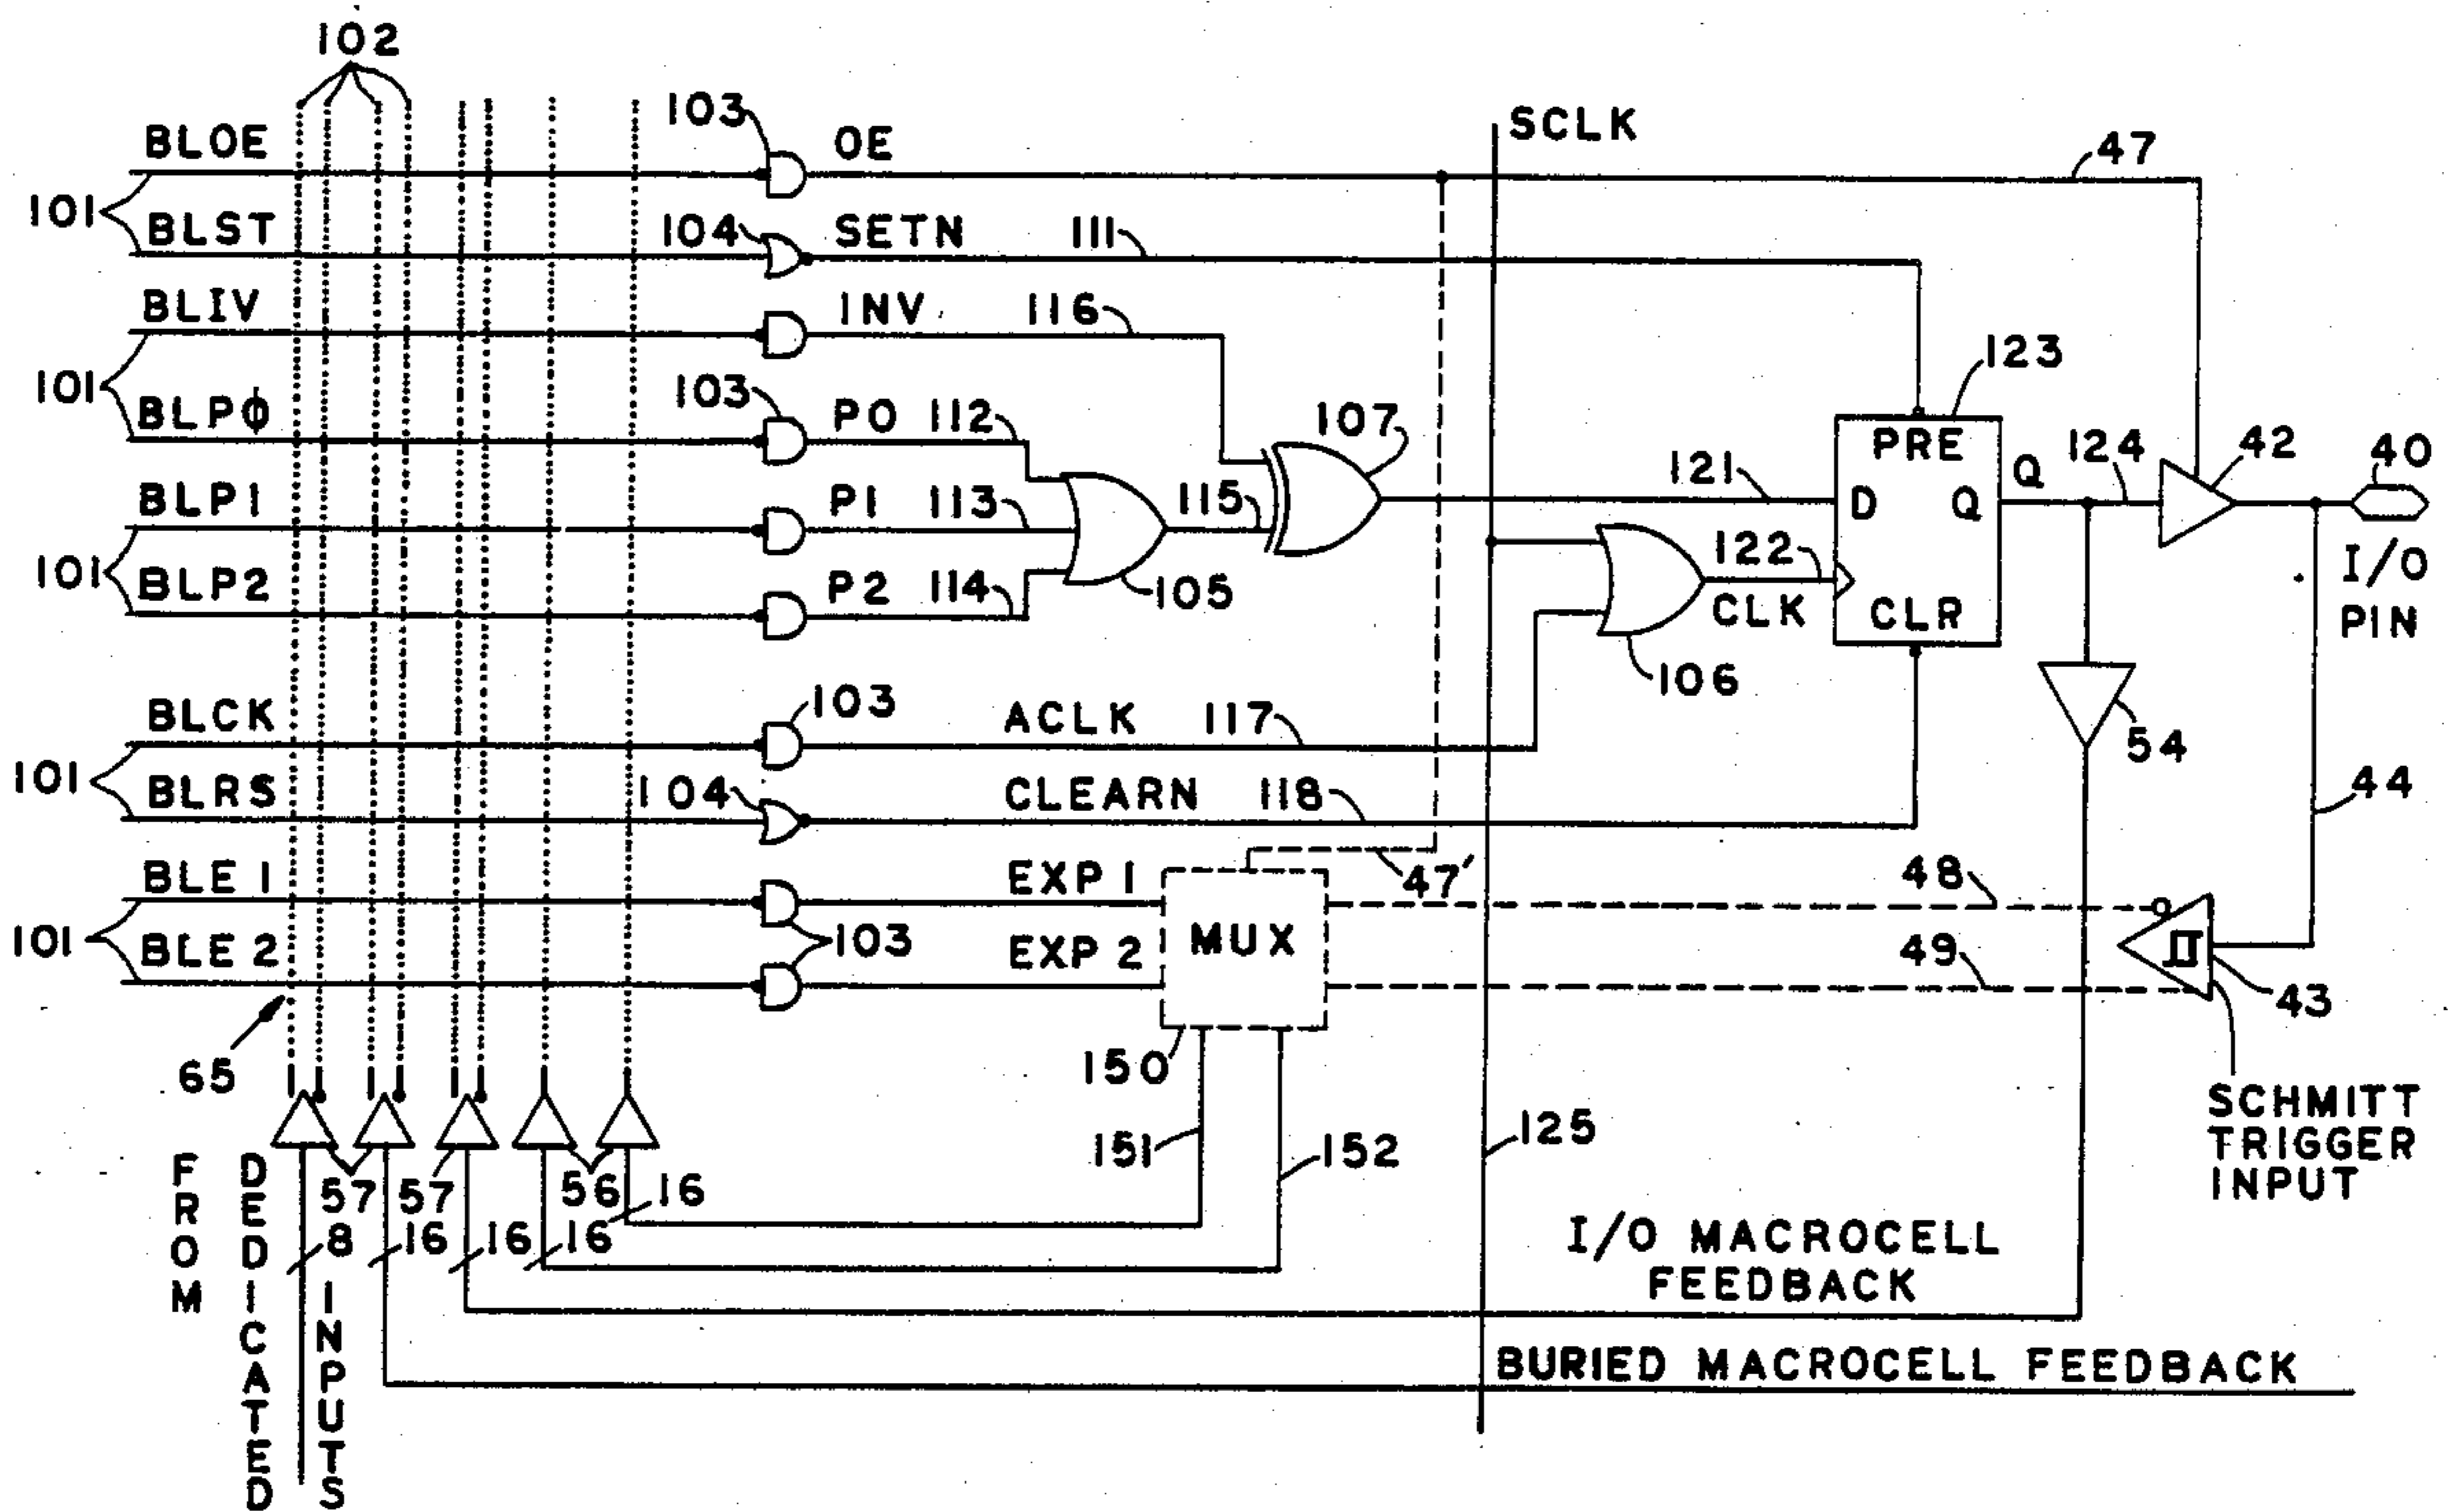 102
BLOE
103
OE
SCLK
47
101
BLST
104
SETN
111
BLIV
INV
116
123
101
BLPϕ
103
P0
112
107
PRE
124
42
40
BLP1
P1
113
115
121
D
Q
Q
I/O
PIN
101
BLP2
P2
114
105
122
CLK
CLR
106
BLCK
103
ACLK
117
54
101
BLRS
104
CLEARN
118
44
BLE 1
EXP 1
47'
48
101
BLE 2
103
EXP 2
MUX
49
43
65
150
SCHMITT
TRIGGER
INPUT
151
152
125
FROM
DEDICATED
INPUTS
57
57
56
16
8
16
16
16
I/O MACROCELL
FEEDBACK
BURIED MACROCELL FEEDBACK